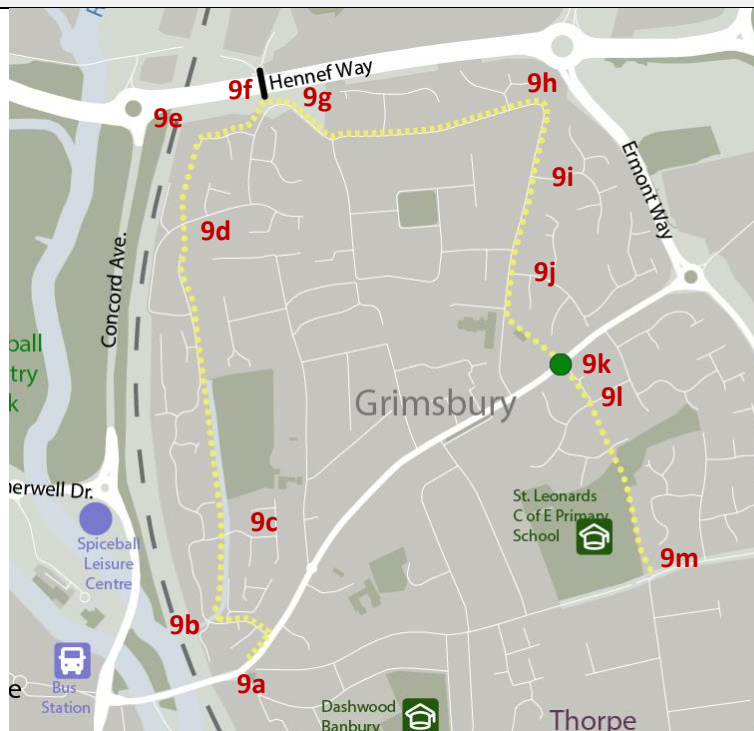 Hennef Way
9f
9g
9h
9e
Ermont Way
9i
9d
Concord Ave.
9j
9k
Grimsbury
9l
St. Leonards
C of E Primary
School
9c
Spiceball
Leisure
Centre
9m
9b
9a
Bus
Station
Dashwood
Banbury
Thorpe